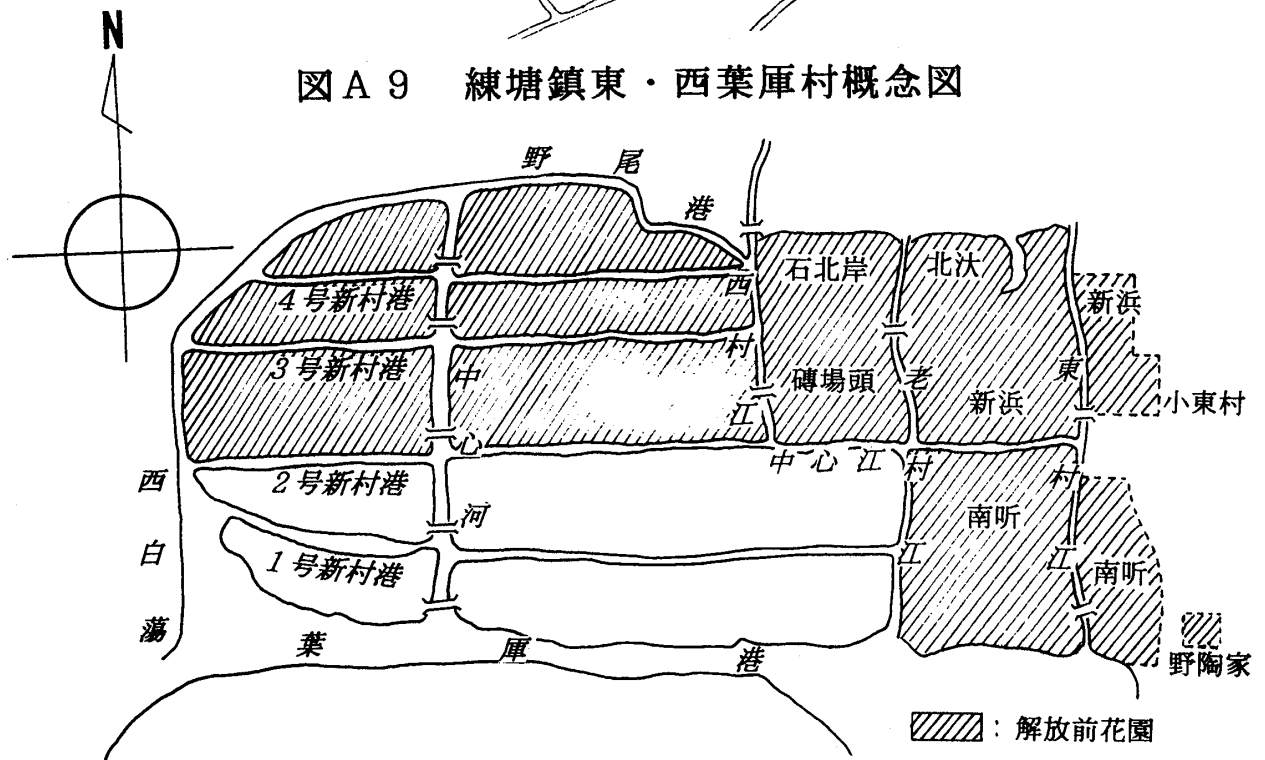 N
図A9 練塘鎮東・西葉厙村概念図
野尾港
石北岸
北汏
新浜
4号新村港
西村江
3号新村港
中心河
磚場頭
老村江
新浜
東村江
小東村
中心江
2号新村港
西白蕩
南昕
1号新村港
南昕
葉厙港
野陶家
：解放前花園